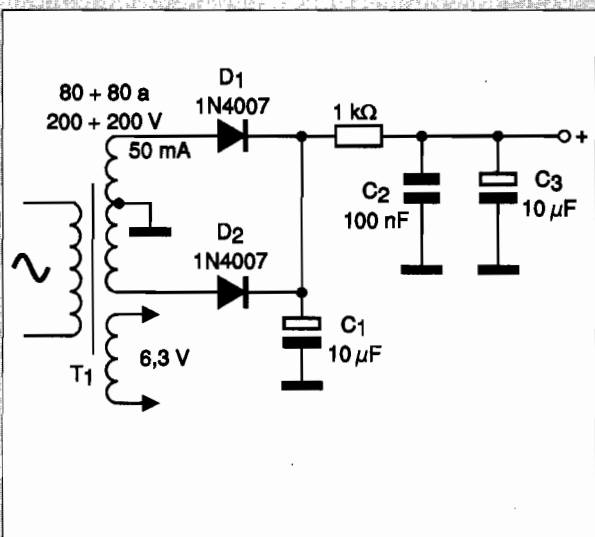 80 + 80 a
200 + 200 V
50 mA
D1
1N4007
1 kΩ
+
C2
100 nF
C3
10 μF
D2
1N4007
C1
10 μF
T1
6,3 V